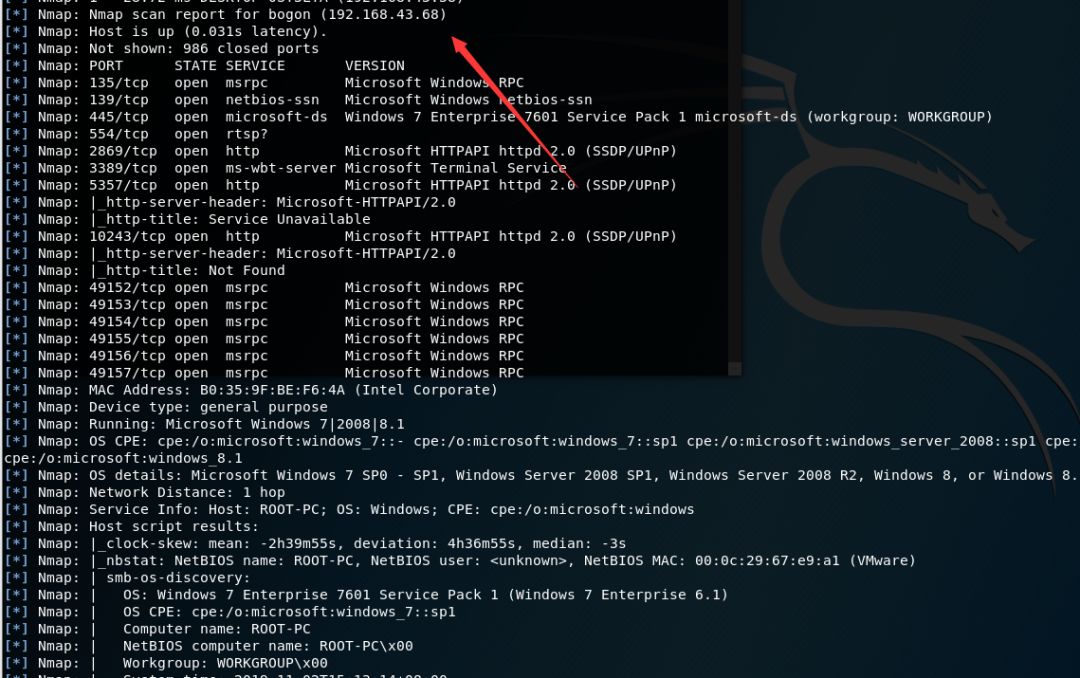 [*] Nmap: Nmap scan report for bogon (192.168.43.68)
[*] Nmap: Host is up (0.031s latency).
[*] Nmap: Not shown: 986 closed ports
[*] Nmap: PORT      STATE SERVICE       VERSION
[*] Nmap: 135/tcp   open  msrpc         Microsoft Windows RPC
[*] Nmap: 139/tcp   open  netbios-ssn   Microsoft Windows netbios-ssn
[*] Nmap: 445/tcp   open  microsoft-ds  Windows 7 Enterprise 7601 Service Pack 1 microsoft-ds (workgroup: WORKGROUP)
[*] Nmap: 554/tcp   open  rtsp?
[*] Nmap: 2869/tcp  open  http          Microsoft HTTPAPI httpd 2.0 (SSDP/UPnP)
[*] Nmap: 3389/tcp  open  ms-wbt-server Microsoft Terminal Service
[*] Nmap: 5357/tcp  open  http          Microsoft HTTPAPI httpd 2.0 (SSDP/UPnP)
[*] Nmap: |_http-server-header: Microsoft-HTTPAPI/2.0
[*] Nmap: |_http-title: Service Unavailable
[*] Nmap: 10243/tcp open  http          Microsoft HTTPAPI httpd 2.0 (SSDP/UPnP)
[*] Nmap: |_http-server-header: Microsoft-HTTPAPI/2.0
[*] Nmap: |_http-title: Not Found
[*] Nmap: 49152/tcp open  msrpc         Microsoft Windows RPC
[*] Nmap: 49153/tcp open  msrpc         Microsoft Windows RPC
[*] Nmap: 49154/tcp open  msrpc         Microsoft Windows RPC
[*] Nmap: 49155/tcp open  msrpc         Microsoft Windows RPC
[*] Nmap: 49156/tcp open  msrpc         Microsoft Windows RPC
[*] Nmap: 49157/tcp open  msrpc         Microsoft Windows RPC
[*] Nmap: MAC Address: B0:35:9F:BE:F6:4A (Intel Corporate)
[*] Nmap: Device type: general purpose
[*] Nmap: Running: Microsoft Windows 7|2008|8.1
[*] Nmap: OS CPE: cpe:/o:microsoft:windows_7::- cpe:/o:microsoft:windows_7::sp1 cpe:/o:microsoft:windows_server_2008::sp1 cpe:
cpe:/o:microsoft:windows_8.1
[*] Nmap: OS details: Microsoft Windows 7 SP0 - SP1, Windows Server 2008 SP1, Windows Server 2008 R2, Windows 8, or Windows 8.
[*] Nmap: Network Distance: 1 hop
[*] Nmap: Service Info: Host: ROOT-PC; OS: Windows; CPE: cpe:/o:microsoft:windows
[*] Nmap: Host script results:
[*] Nmap: |_clock-skew: mean: -2h39m55s, deviation: 4h36m55s, median: -3s
[*] Nmap: |_nbstat: NetBIOS name: ROOT-PC, NetBIOS user: <unknown>, NetBIOS MAC: 00:0c:29:67:e9:a1 (VMware)
[*] Nmap: | smb-os-discovery:
[*] Nmap: |   OS: Windows 7 Enterprise 7601 Service Pack 1 (Windows 7 Enterprise 6.1)
[*] Nmap: |   OS CPE: cpe:/o:microsoft:windows_7::sp1
[*] Nmap: |   Computer name: ROOT-PC
[*] Nmap: |   NetBIOS computer name: ROOT-PC\x00
[*] Nmap: |   Workgroup: WORKGROUP\x00